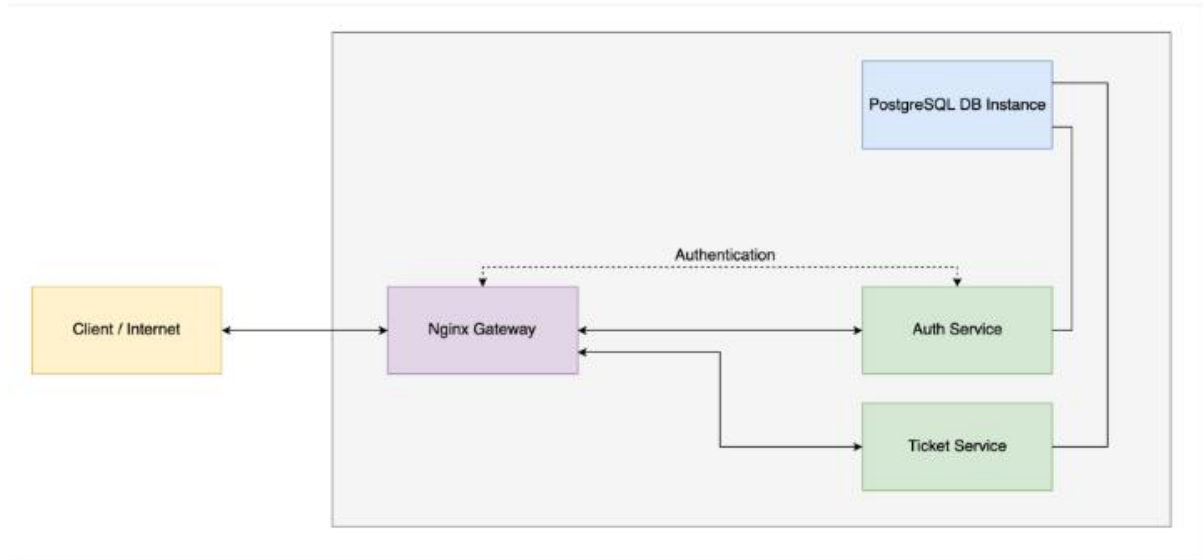 PostgreSQL DB Instance
Authentication
Client / Internet
Nginx Gateway
Auth Service
Ticket Service